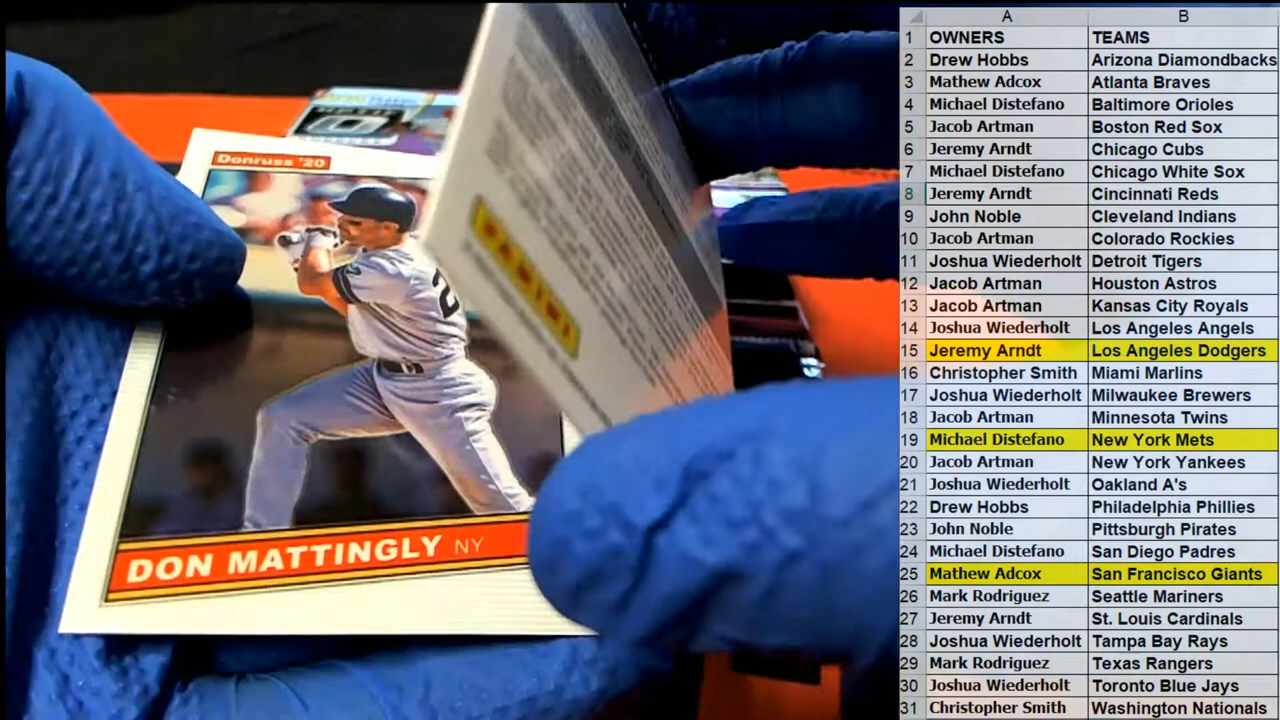 Donruss '20
2
PANINI
DON MATTINGLY NY
A B
1 OWNERS TEAMS
2 Drew Hobbs Arizona Diamondbacks
3 Mathew Adcox Atlanta Braves
4 Michael Distefano Baltimore Orioles
5 Jacob Artman Boston Red Sox
6 Jeremy Arndt Chicago Cubs
7 Michael Distefano Chicago White Sox
8 Jeremy Arndt Cincinnati Reds
9 John Noble Cleveland Indians
10 Jacob Artman Colorado Rockies
11 Joshua Wiederholt Detroit Tigers
12 Jacob Artman Houston Astros
13 Jacob Artman Kansas City Royals
14 Joshua Wiederholt Los Angeles Angels
15 Jeremy Arndt Los Angeles Dodgers
16 Christopher Smith Miami Marlins
17 Joshua Wiederholt Milwaukee Brewers
18 Jacob Artman Minnesota Twins
19 Michael Distefano New York Mets
20 Jacob Artman New York Yankees
21 Joshua Wiederholt Oakland A's
22 Drew Hobbs Philadelphia Phillies
23 John Noble Pittsburgh Pirates
24 Michael Distefano San Diego Padres
25 Mathew Adcox San Francisco Giants
26 Mark Rodriguez Seattle Mariners
27 Jeremy Arndt St. Louis Cardinals
28 Joshua Wiederholt Tampa Bay Rays
29 Mark Rodriguez Texas Rangers
30 Joshua Wiederholt Toronto Blue Jays
31 Christopher Smith Washington Nationals